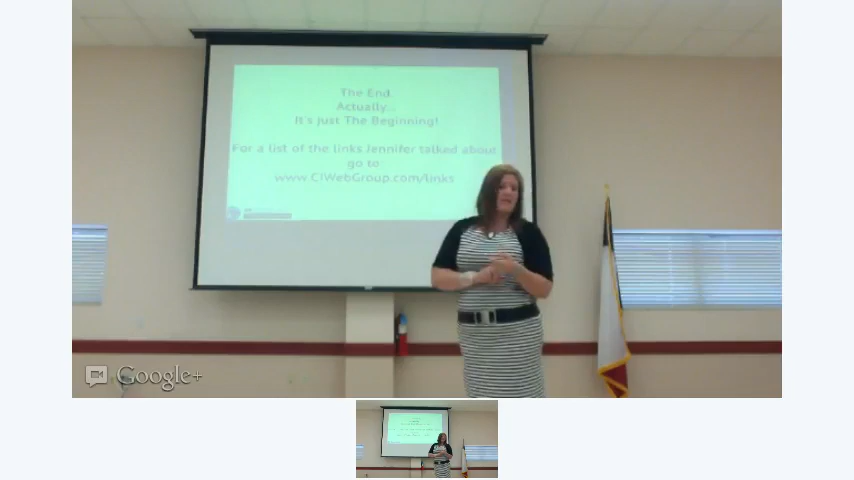 The End
Actually...
It's just The Beginning!
For a list of the links Jennifer talked about
go to
www.CIWebGroup.com/links
Google+